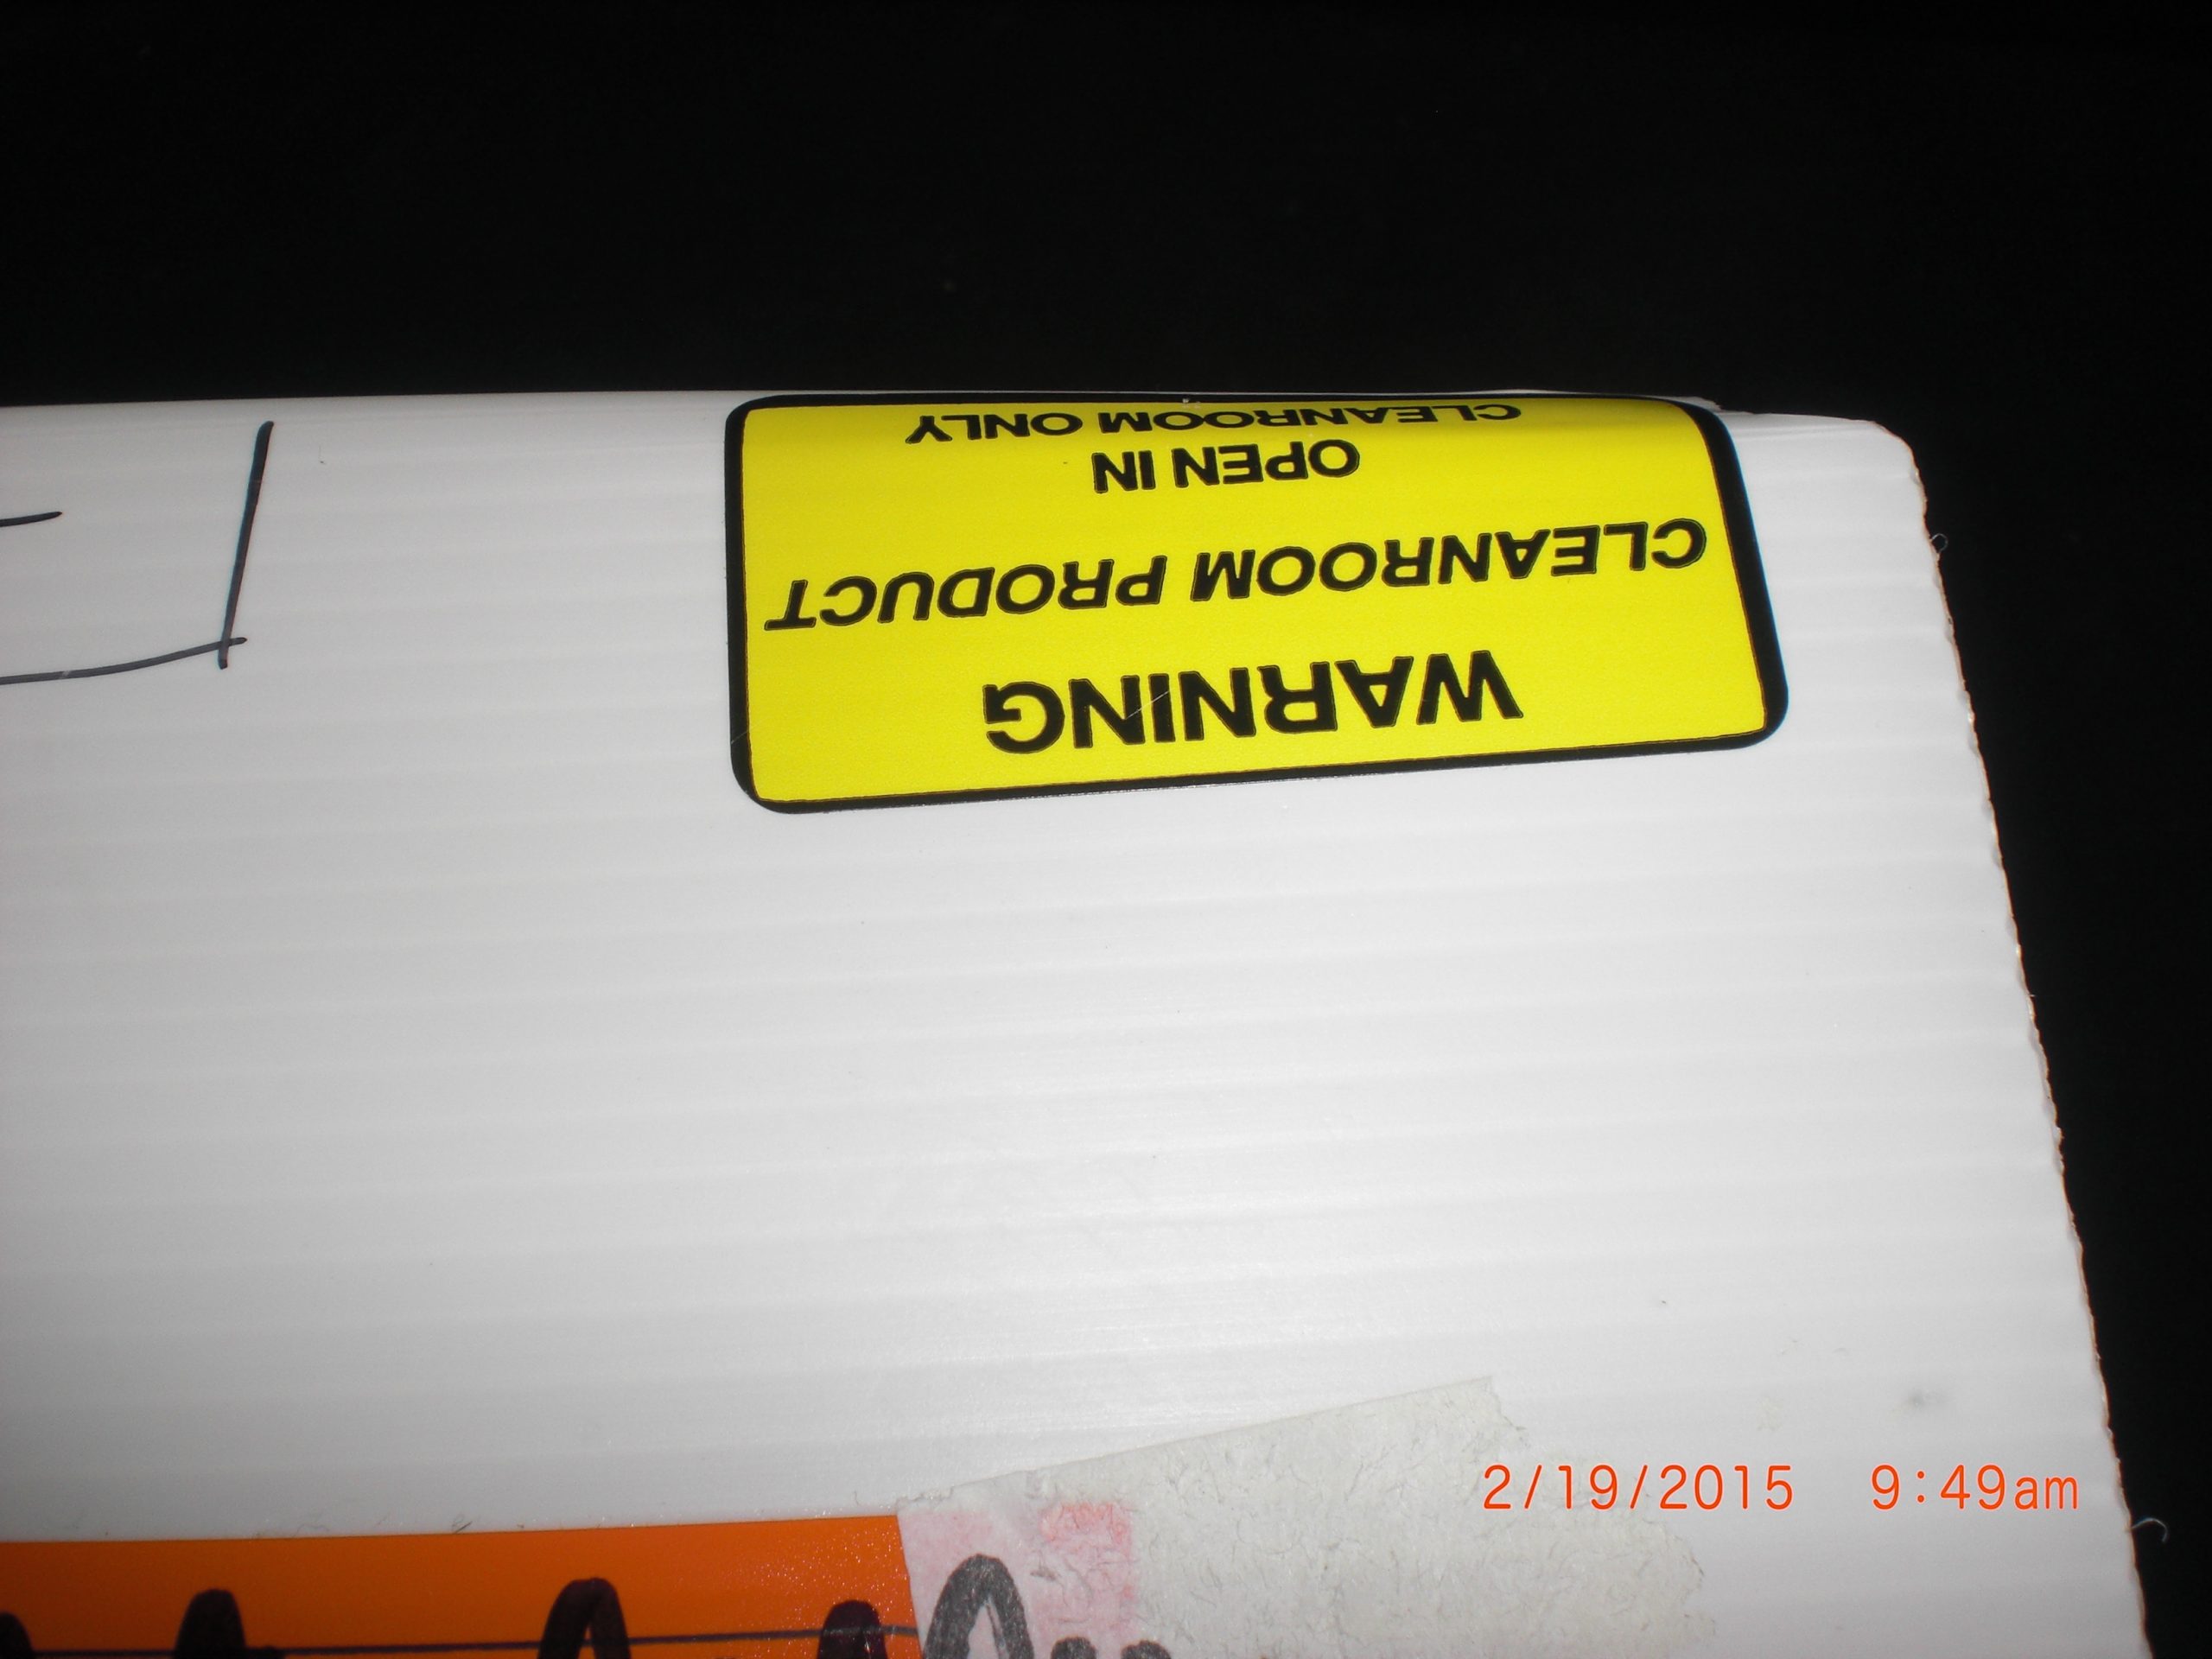 WARNING
CLEANROOM PRODUCT
OPEN IN
CLEANROOM ONLY
2/19/2015 9:49am